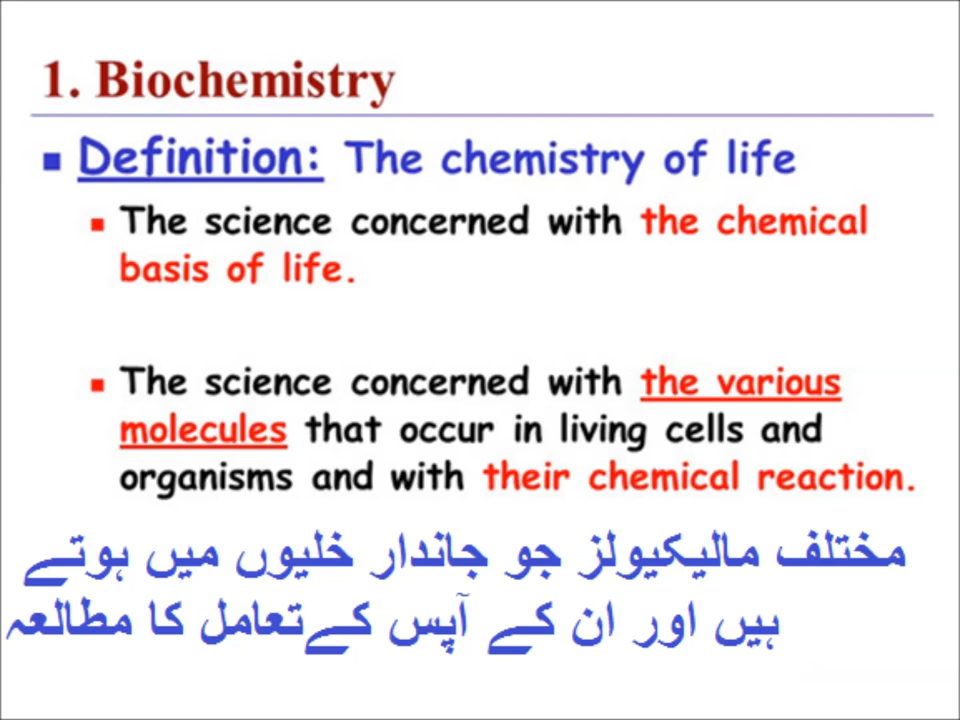 1. Biochemistry
Definition: The chemistry of life
The science concerned with the chemical
basis of life.
The science concerned with the various
molecules that occur in living cells and
organisms and with their chemical reaction.
مختلف مالیکیولز جو جاندار خلیوں میں ہوتے
ہیں اور ان کے آپس کےتعامل کا مطالعہ